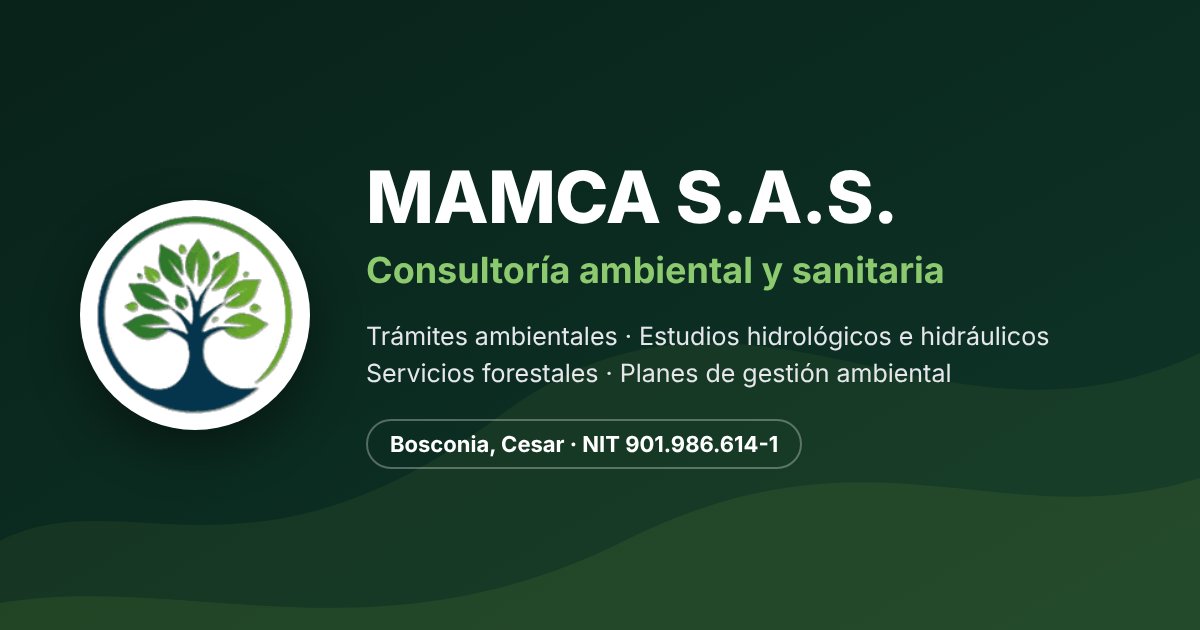 MAMCA S.A.S.
Consultoría ambiental y sanitaria
Trámites ambientales · Estudios hidrológicos e hidráulicos
Servicios forestales · Planes de gestión ambiental
Bosconia, Cesar · NIT 901.986.614-1